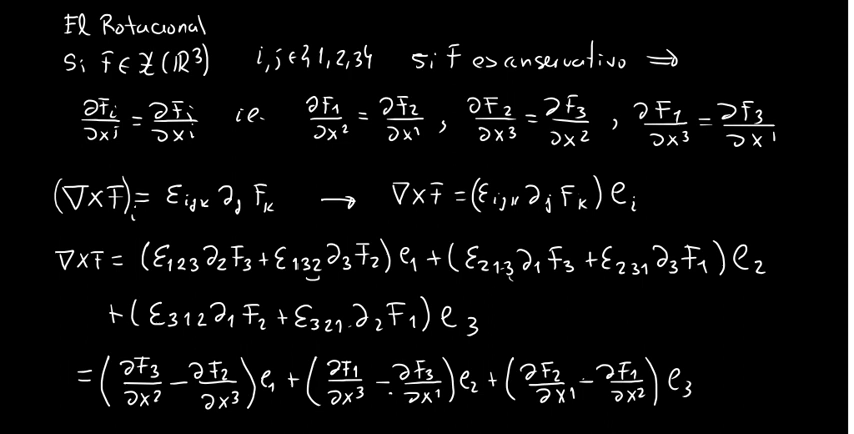 El Rotacional
Si F ∈ 𝔛(ℝ³)   i,j ∈ {1,2,3}   si F es conservativo ⇒
∂Fᵢ/∂xʲ = ∂Fⱼ/∂xⁱ   i.e.   ∂F₁/∂x² = ∂F₂/∂x¹ , ∂F₂/∂x³ = ∂F₃/∂x² , ∂F₁/∂x³ = ∂F₃/∂x¹
(∇×F)ᵢ = εᵢⱼₖ ∂ⱼ Fₖ → ∇×F = (εᵢⱼₖ ∂ⱼ Fₖ) eᵢ
∇×F = (ε₁₂₃ ∂₂F₃ + ε₁₃₂ ∂₃F₂) e₁ + (ε₂₁₃ ∂₁F₃ + ε₂₃₁ ∂₃F₁) e₂
+ (ε₃₁₂ ∂₁F₂ + ε₃₂₁ ∂₂F₁) e₃
= (∂F₃/∂x² − ∂F₂/∂x³) e₁ + (∂F₁/∂x³ − ∂F₃/∂x¹) e₂ + (∂F₂/∂x¹ − ∂F₁/∂x²) e₃